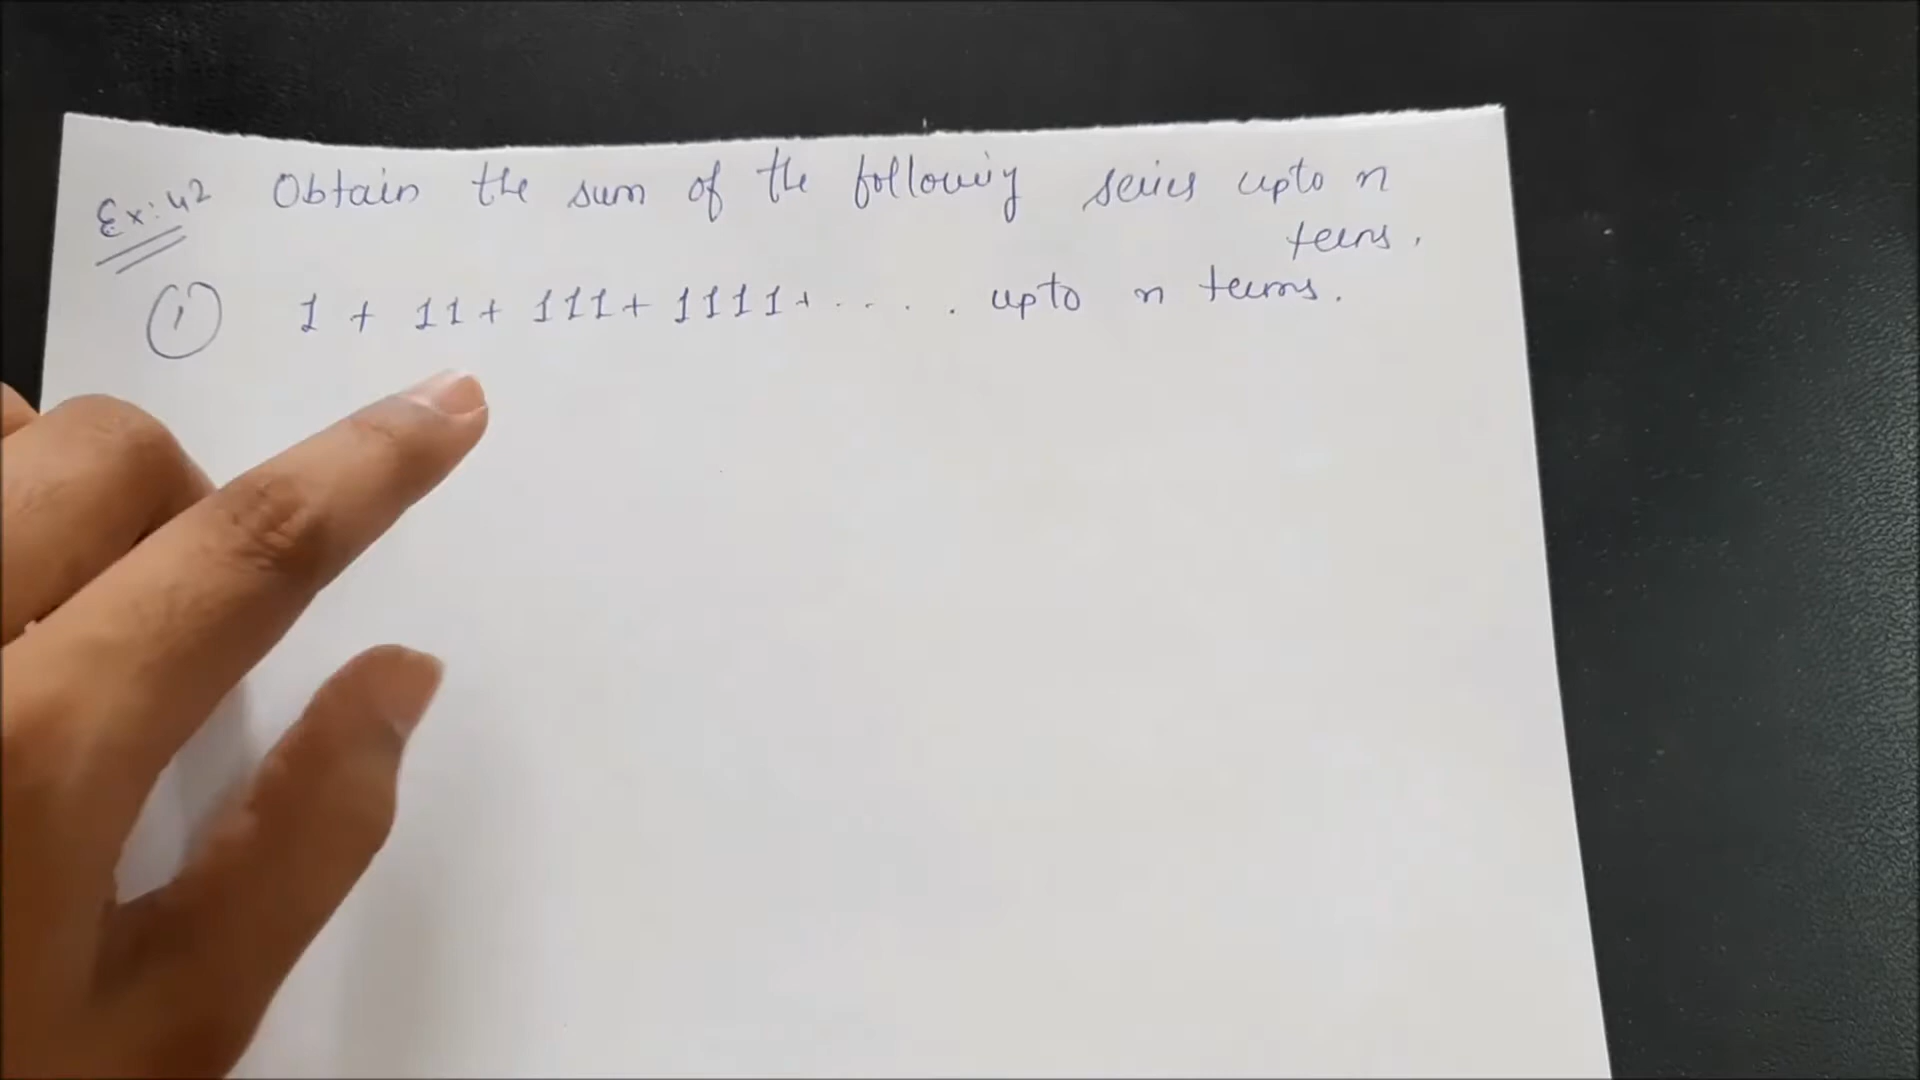 Ex:42 Obtain the sum of the following series upto n
terms.
① 1 + 11 + 111 + 1111 + . . . . upto n terms.